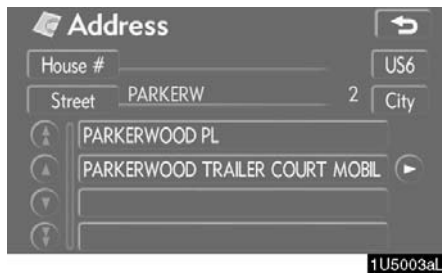 Address
House # US6
Street PARKERW 2 City
PARKERWOOD PL
PARKERWOOD TRAILER COURT MOBIL
1U5003aL